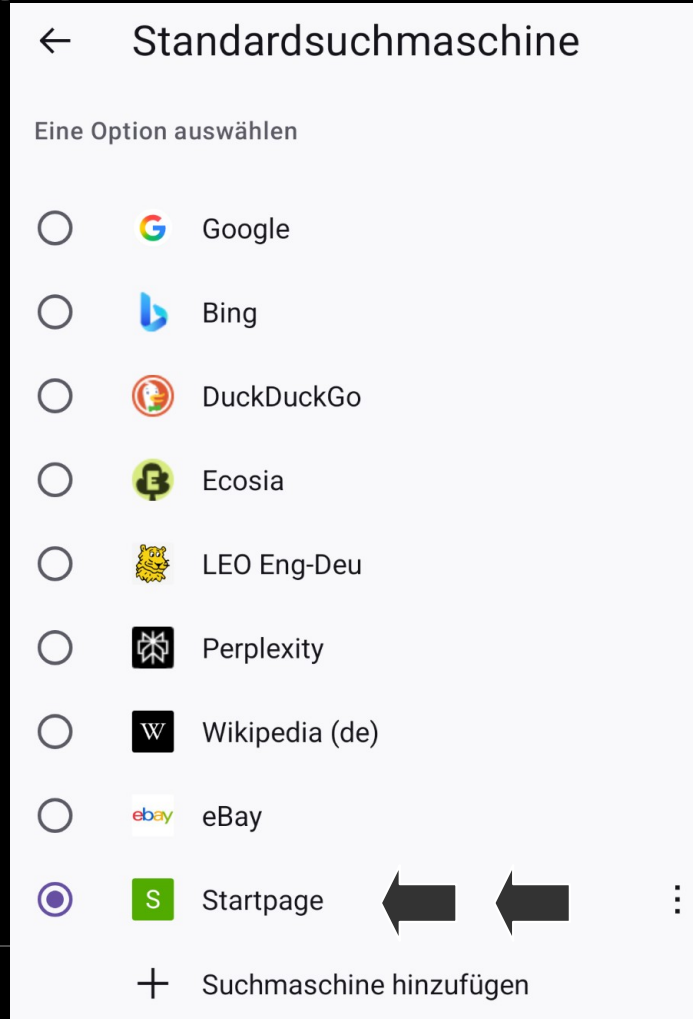 Standardsuchmaschine
Eine Option auswählen
G Google
b Bing
DuckDuckGo
E Ecosia
LEO Eng-Deu
Perplexity
W Wikipedia (de)
ebay eBay
S Startpage
Suchmaschine hinzufügen